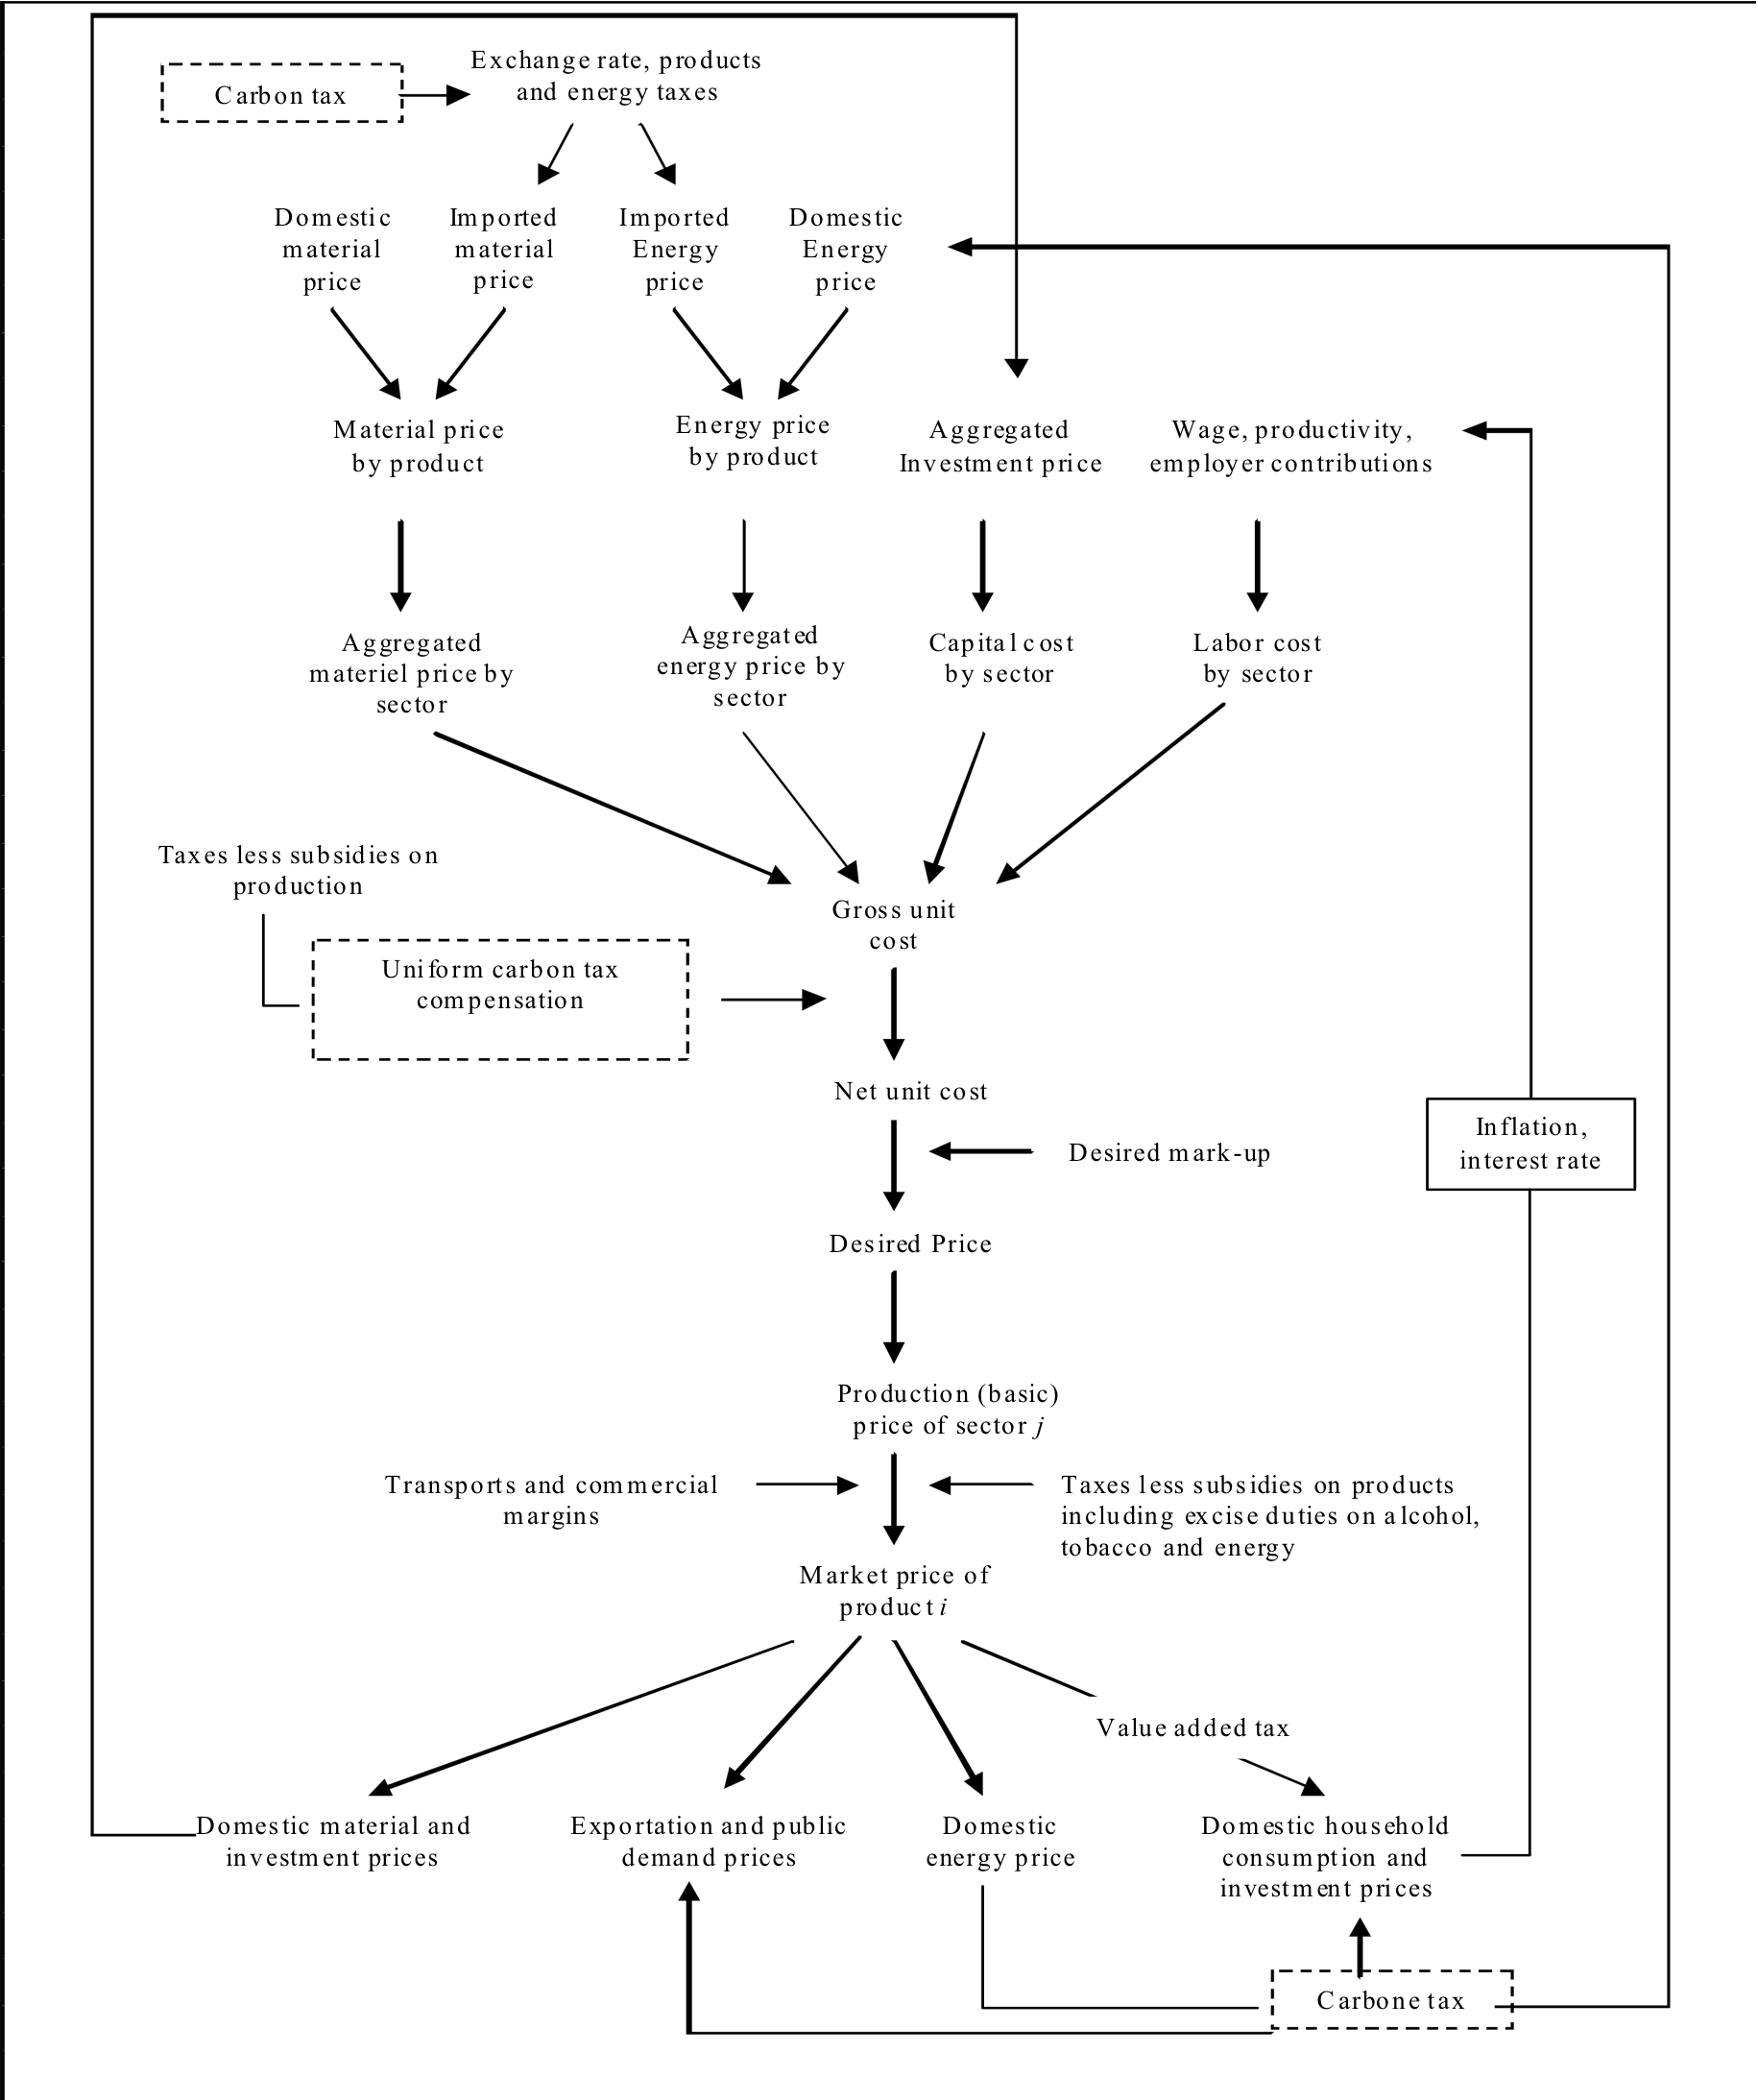 Carbon tax
Exchange rate, products
and energy taxes
Domestic
material
price
Imported
material
price
Imported
Energy
price
Domestic
Energy
price
Material price
by product
Energy price
by product
Aggregated
Investment price
Wage, productivity,
employer contributions
Aggregated
materiel price by
sector
Aggregated
energy price by
sector
Capital cost
by sector
Labor cost
by sector
Taxes less subsidies on
production
Gross unit
cost
Uniform carbon tax
compensation
Net unit cost
Inflation,
interest rate
Desired mark-up
Desired Price
Production (basic)
price of sector j
Transports and commercial
margins
Taxes less subsidies on products
including excise duties on alcohol,
tobacco and energy
Market price of
product i
Value added tax
Domestic material and
investment prices
Exportation and public
demand prices
Domestic
energy price
Domestic household
consumption and
investment prices
Carbone tax